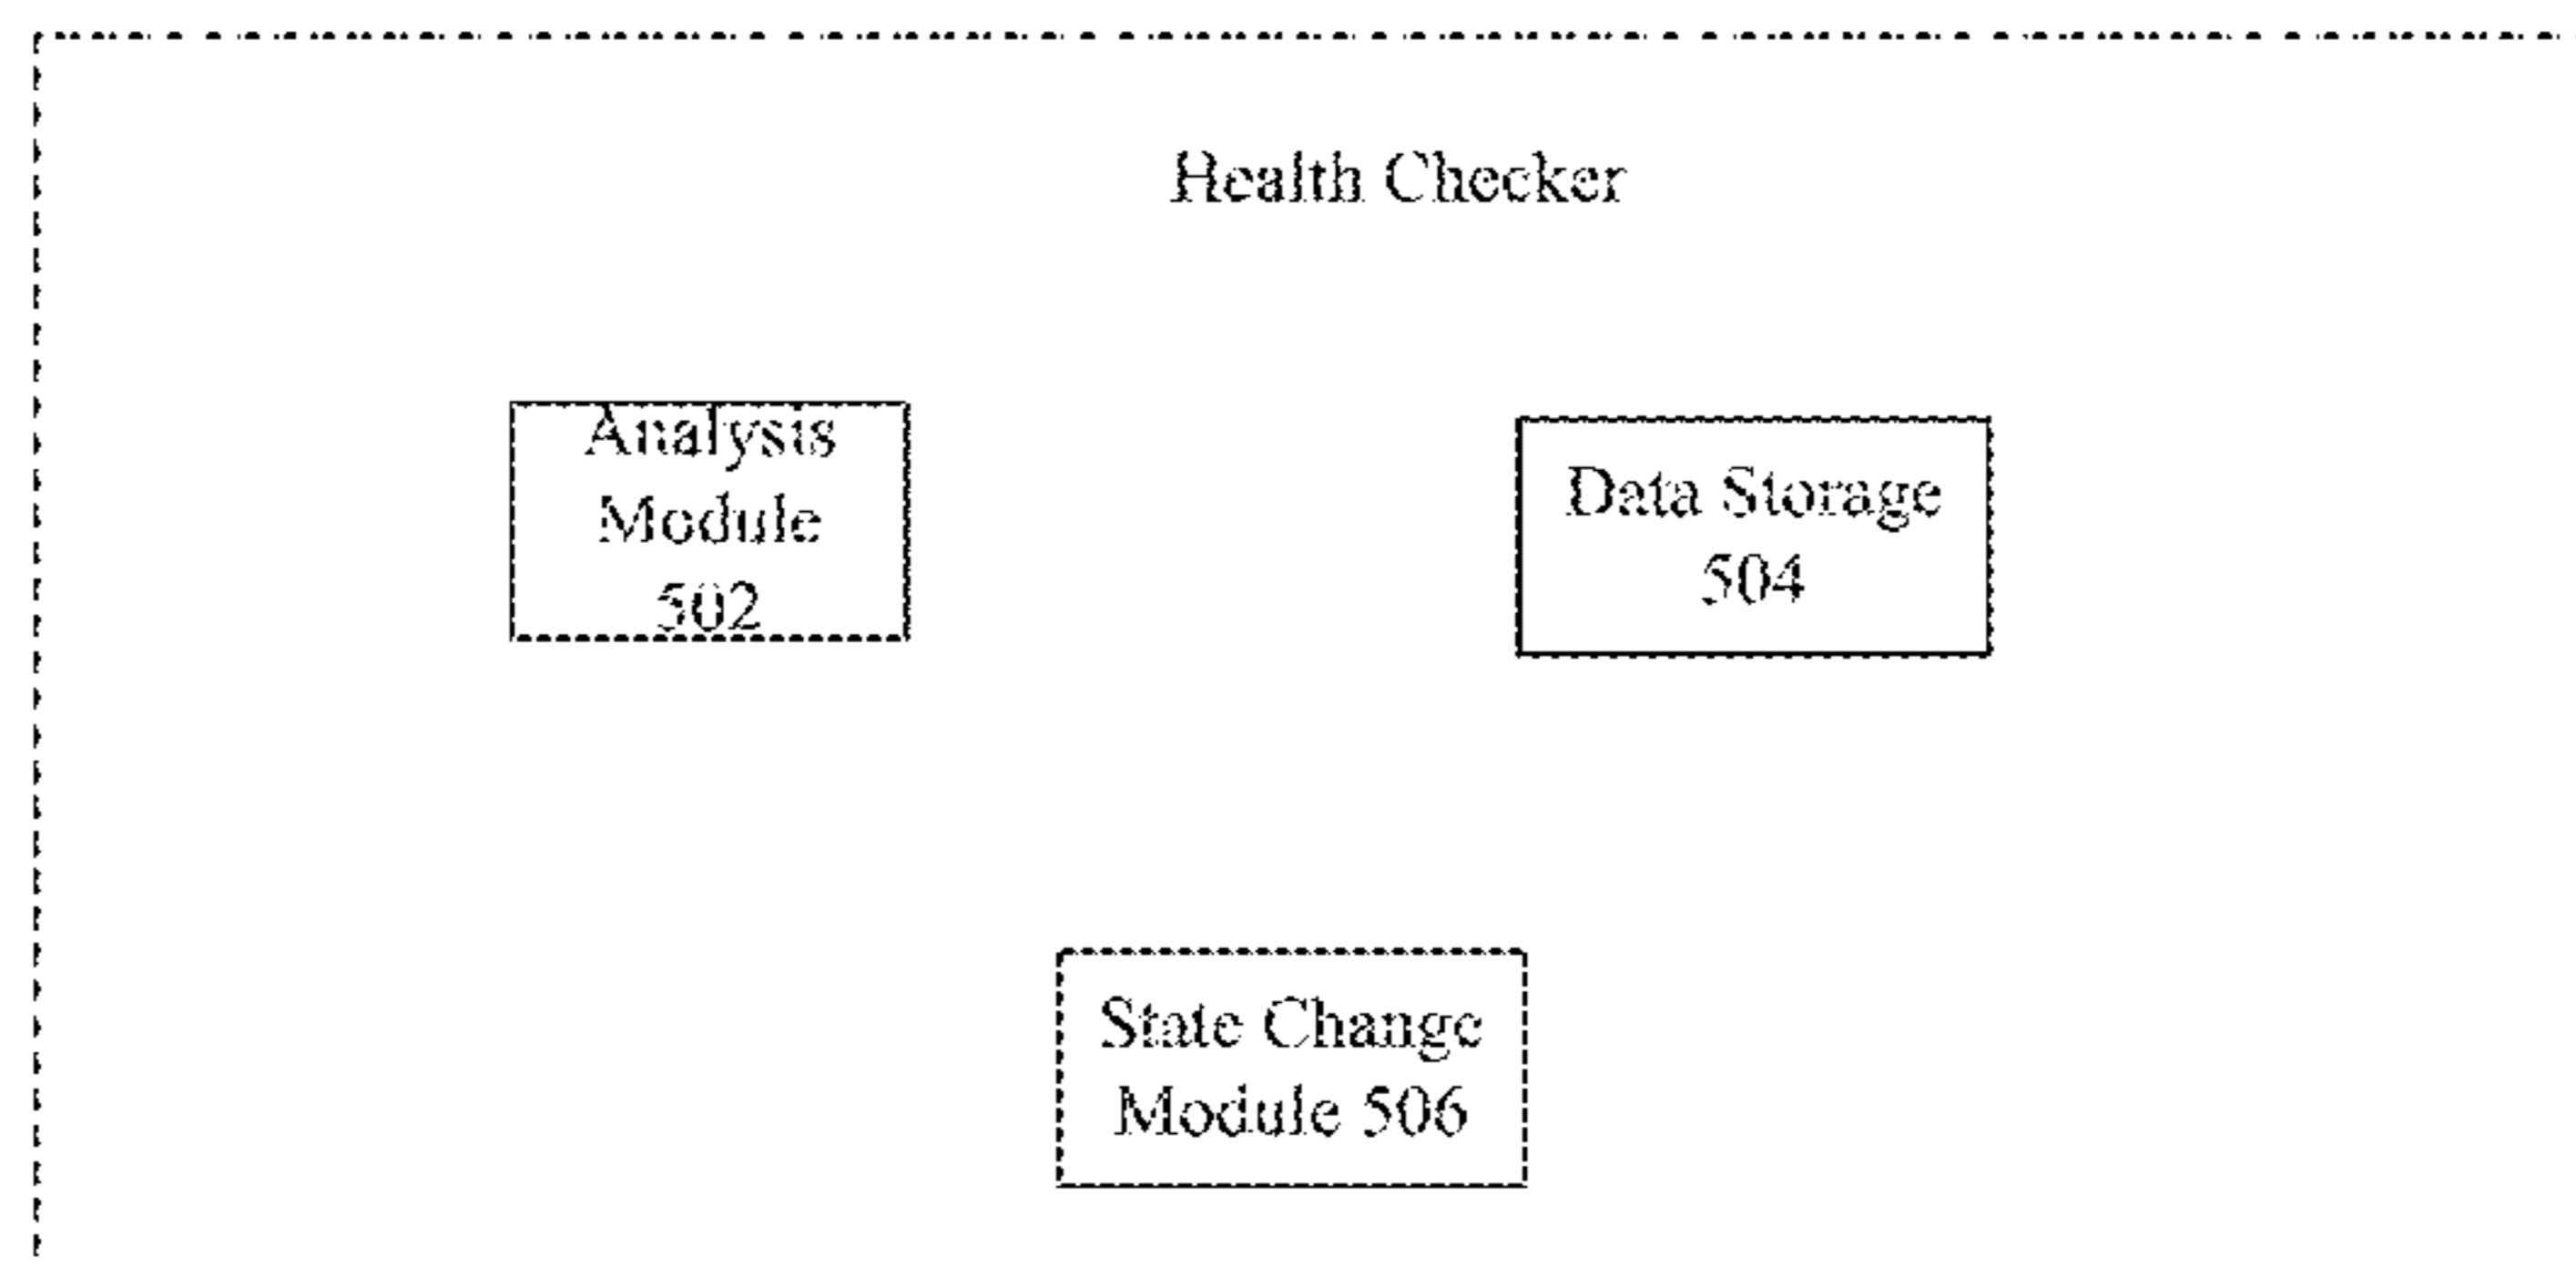 Health Checker
Analysis
Module
502
Data Storage
504
State Change
Module 506